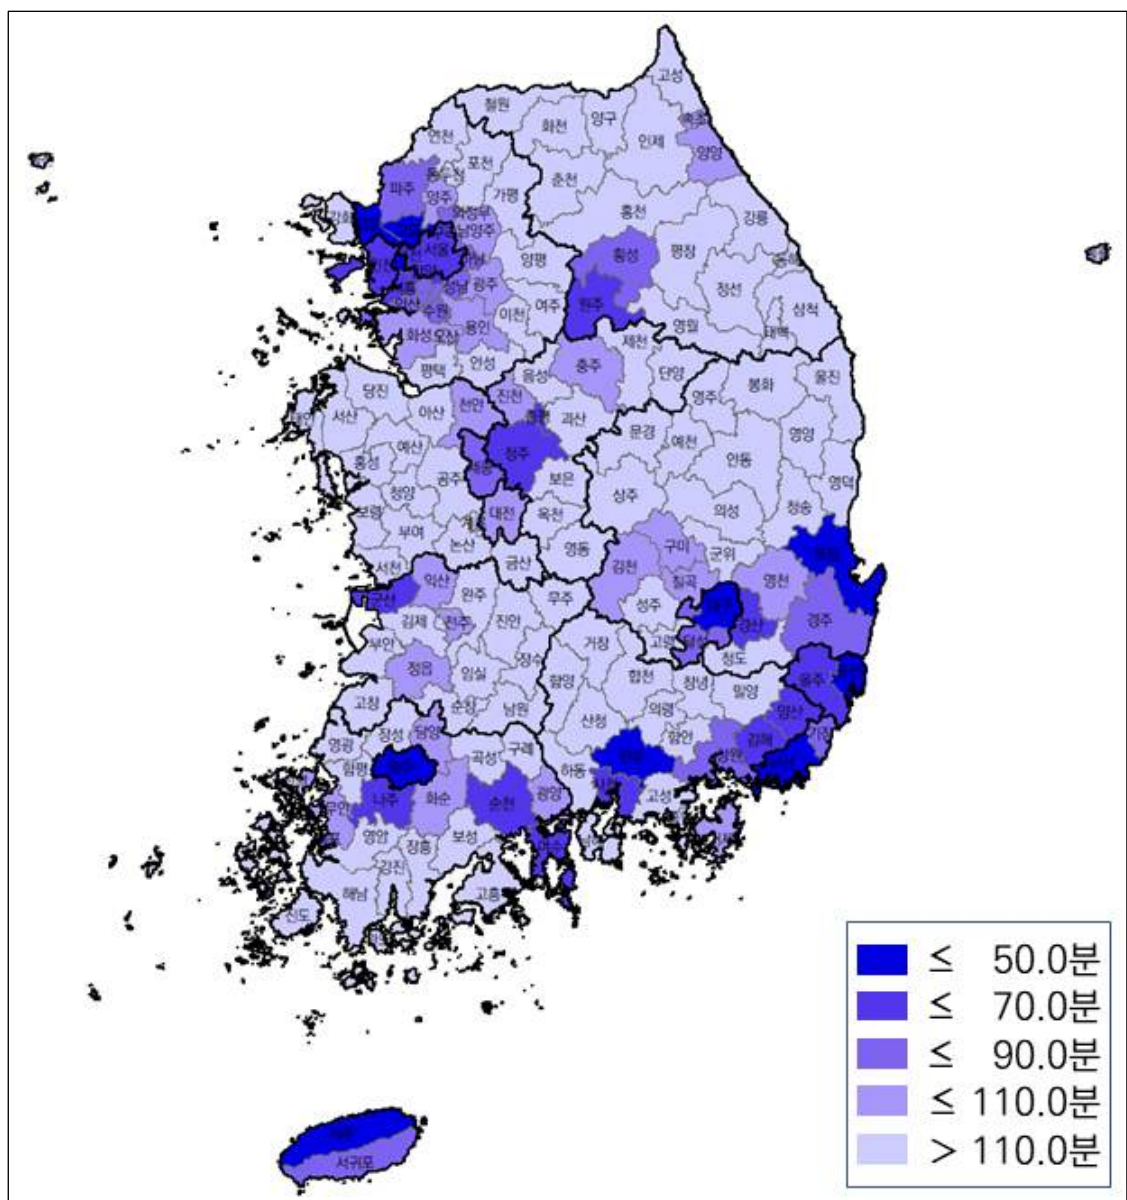 고성
철원
양구
화천
인제
연천
포천
양양
파주
춘천
양주
가평
홍천
강릉
남양주
서울
횡성
평창
양평
광주
정선
원주
수원
이천
여주
삼척
용인
화성
오산
영월
제천
평택
안성
충주
단양
음성
봉화
울진
당진
진천
영주
천안
아산
서산
괴산
문경
예천
영양
예산
청주
안동
홍성
공주
보은
영덕
청양
상주
대전
옥천
의성
청송
보령
부여
논산
영동
구미
군위
서천
금산
김천
익산
칠곡
영천
완주
무주
군산
성주
경산
김제
전주
진안
경주
부안
거창
고령
달성
장수
청도
정읍
임실
함양
합천
창녕
밀양
울주
고창
순창
남원
의령
산청
양산
영광
장성
담양
함안
김해
기장
곡성
구례
창원
함평
하동
나주
화순
순천
광양
고성
무안
영암
보성
장흥
강진
해남
고흥
진도
서귀포
≤ 50.0분
≤ 70.0분
≤ 90.0분
≤ 110.0분
> 110.0분